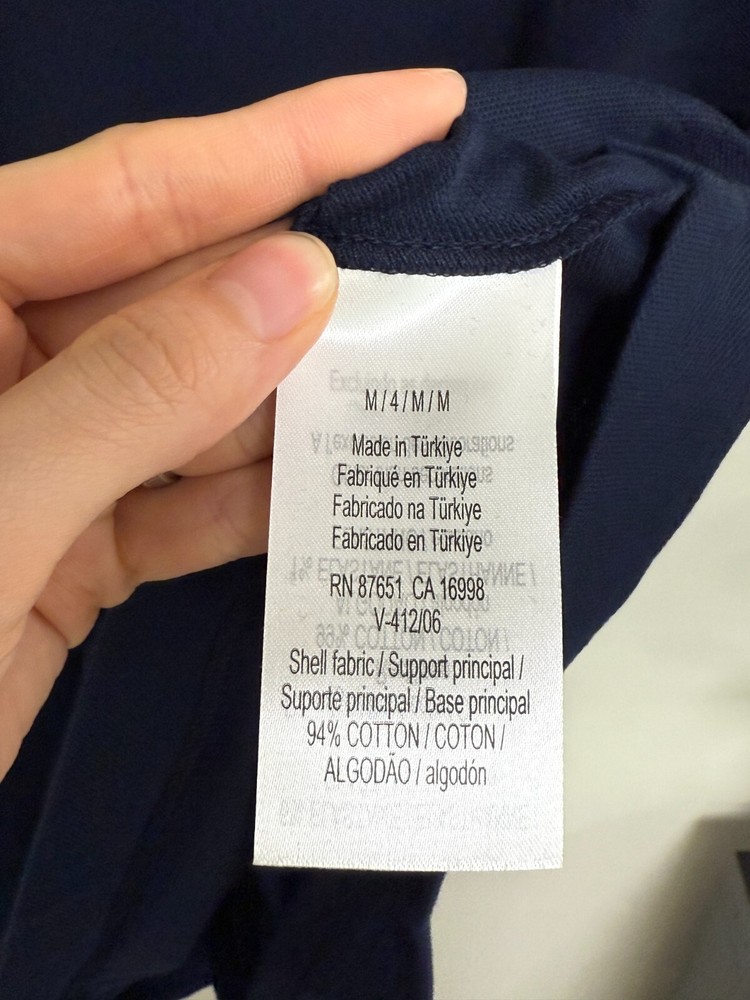 M / 4 / M / M
Made in Türkiye
Fabriqué en Türkiye
Fabricado na Türkiye
Fabricado en Türkiye
RN 87651 CA 16998
V-412/06
Shell fabric / Support principal /
Suporte principal / Base principal
94% COTTON / COTON /
ALGODÃO / algodón